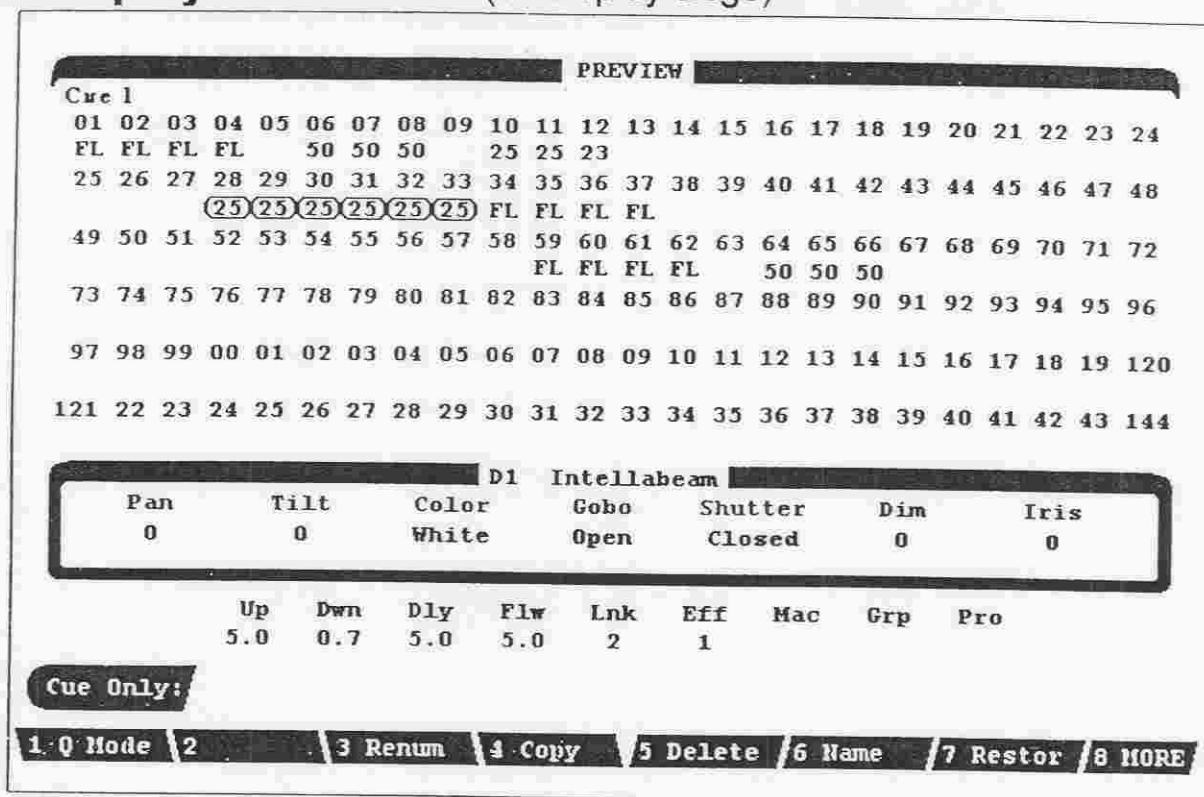 PREVIEW
Cue 1
01 02 03 04 05 06 07 08 09 10 11 12 13 14 15 16 17 18 19 20 21 22 23 24
FL FL FL FL 50 50 50 25 25 23
25 26 27 28 29 30 31 32 33 34 35 36 37 38 39 40 41 42 43 44 45 46 47 48
25 25 25 25 25 25 FL FL FL FL
49 50 51 52 53 54 55 56 57 58 59 60 61 62 63 64 65 66 67 68 69 70 71 72
FL FL FL FL 50 50 50
73 74 75 76 77 78 79 80 81 82 83 84 85 86 87 88 89 90 91 92 93 94 95 96
97 98 99 00 01 02 03 04 05 06 07 08 09 10 11 12 13 14 15 16 17 18 19 120
121 22 23 24 25 26 27 28 29 30 31 32 33 34 35 36 37 38 39 40 41 42 43 144
D1 Intellabeam
Pan Tilt Color Gobo Shutter Dim Iris
0 0 White Open Closed 0 0
Up Dwn Dly Flw Lnk Eff Mac Grp Pro
5.0 0.7 5.0 5.0 2 1
Cue Only:
1 Q Mode 2 3 Renum 4 Copy 5 Delete 6 Name 7 Restor 8 MORE